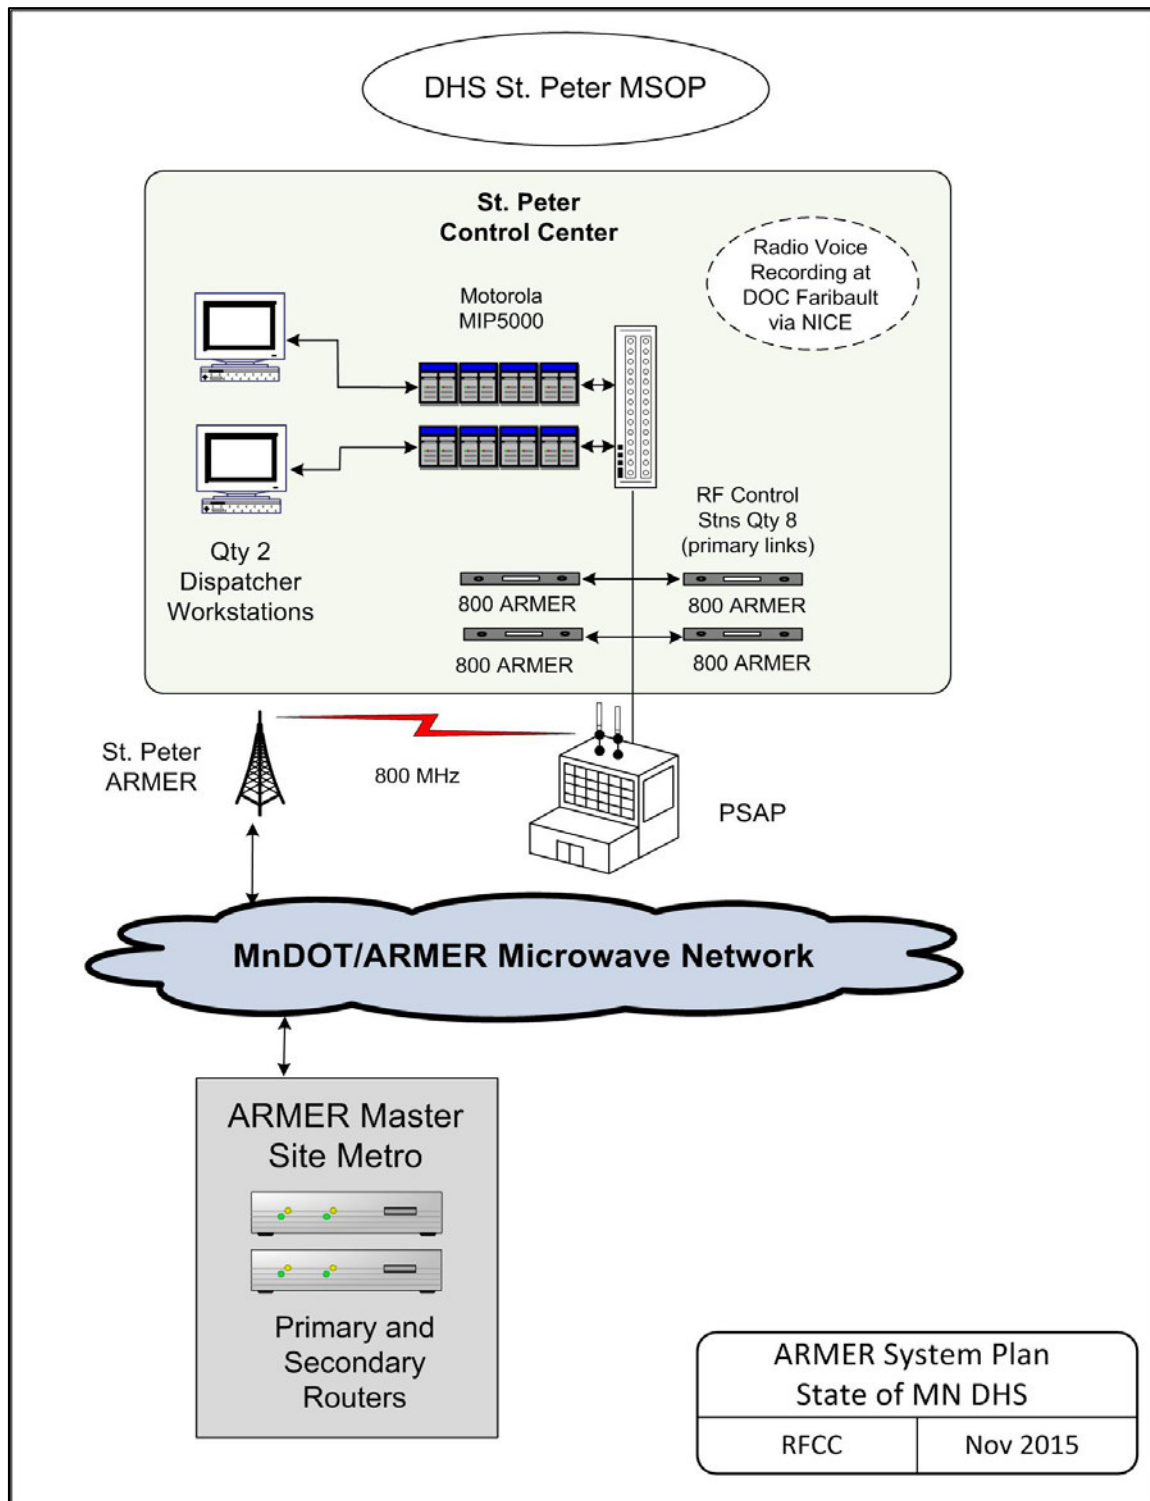 DHS St. Peter MSOP
St. Peter
Control Center
Radio Voice
Recording at
DOC Faribault
via NICE
Motorola
MIP5000
RF Control
Stns Qty 8
(primary links)
Qty 2
Dispatcher
Workstations
800 ARMER
800 ARMER
800 ARMER
800 ARMER
St. Peter
ARMER
800 MHz
PSAP
MnDOT/ARMER Microwave Network
ARMER Master
Site Metro
Primary and
Secondary
Routers
ARMER System Plan
State of MN DHS
RFCC
Nov 2015